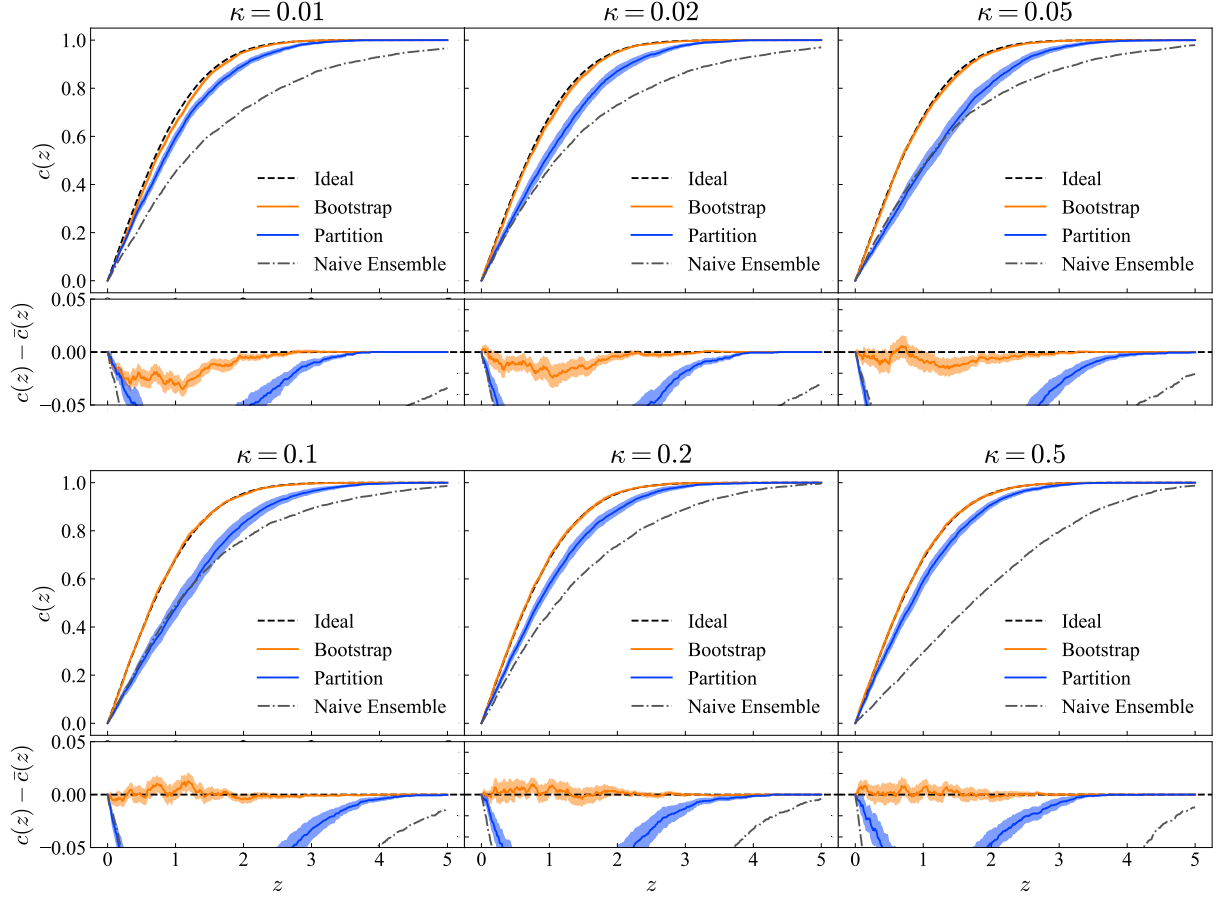 κ = 0.01
κ = 0.02
κ = 0.05
1.0
0.8
0.6
0.4
0.2
0.0
c(z)
Ideal
Bootstrap
Partition
Naive Ensemble
Ideal
Bootstrap
Partition
Naive Ensemble
Ideal
Bootstrap
Partition
Naive Ensemble
0.05
0.00
−0.05
c(z) − c̄(z)
κ = 0.1
κ = 0.2
κ = 0.5
1.0
0.8
0.6
0.4
0.2
0.0
c(z)
Ideal
Bootstrap
Partition
Naive Ensemble
Ideal
Bootstrap
Partition
Naive Ensemble
Ideal
Bootstrap
Partition
Naive Ensemble
0.05
0.00
−0.05
c(z) − c̄(z)
0 1 2 3 4 5
0 1 2 3 4 5
0 1 2 3 4 5
z
z
z